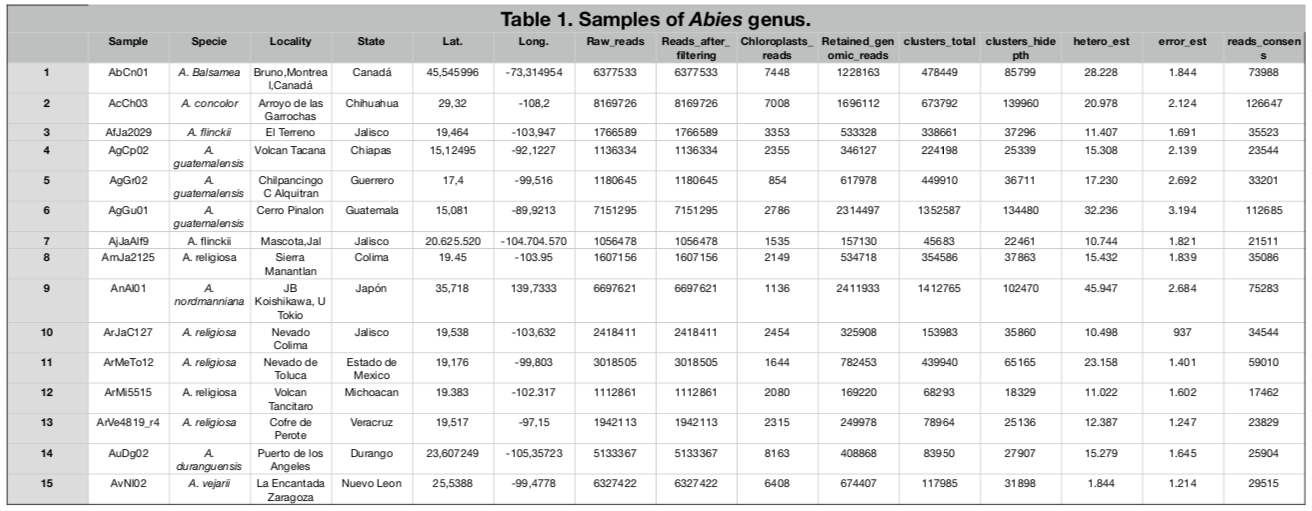 Table 1. Samples of Abies genus.
Sample Specie Locality State Lat. Long. Raw_reads Reads_after_ Chloroplasts_ Retained_gen clusters_total clusters_hide hetero_est error_est reads_consen
filtering reads omic_reads pth s
1 AbCn01 A. Balsamea Bruno,Montrea Canadá 45,545996 -73,314954 6377533 6377533 7448 1228163 478449 85799 28.228 1.844 73988
l,Canadá
2 AcCh03 A. concolor Arroyo de las Chihuahua 29,32 -108,2 8169726 8169726 7008 1696112 673792 139960 20.978 2.124 126647
Garrochas
3 AfJa2029 A. flinckii El Terreno Jalisco 19,464 -103,947 1766589 1766589 3353 533328 338661 37296 11.407 1.691 35523
4 AgCp02 A. Volcan Tacana Chiapas 15,12495 -92,1227 1136334 1136334 2355 346127 224198 25339 15.308 2.139 23544
guatemalensis
5 AgGr02 A. Chilpancingo Guerrero 17,4 -99,516 1180645 1180645 854 617978 449910 36711 17.230 2.692 33201
guatemalensis C Alquitran
6 AgGu01 A. Cerro Pinalon Guatemala 15,081 -89,9213 7151295 7151295 2786 2314497 1352587 134480 32.236 3.194 112685
guatemalensis
7 AjJaAlf9 A. flinckii Mascota,Jal Jalisco 20.625.520 -104.704.570 1056478 1056478 1535 157130 45683 22461 10.744 1.821 21511
8 AmJa2125 A. religiosa Sierra Colima 19.45 -103.95 1607156 1607156 2149 534718 354586 37863 15.432 1.839 35086
Manantlan
9 AnAl01 A. JB Japón 35,718 139,7333 6697621 6697621 1136 2411933 1412765 102470 45.947 2.684 75283
nordmanniana Koishikawa, U
Tokio
10 ArJaC127 A. religiosa Nevado Jalisco 19,538 -103,632 2418411 2418411 2454 325908 153983 35860 10.498 937 34544
Colima
11 ArMeTo12 A. religiosa Nevado de Estado de 19,176 -99,803 3018505 3018505 1644 782453 439940 65165 23.158 1.401 59010
Toluca Mexico
12 ArMi5515 A. religiosa Volcan Michoacan 19.383 -102.317 1112861 1112861 2080 169220 68293 18329 11.022 1.602 17462
Tancitaro
13 ArVe4819_r4 A. religiosa Cofre de Veracruz 19,517 -97,15 1942113 1942113 2315 249978 78964 25136 12.387 1.247 23829
Perote
14 AuDg02 A. Puerto de los Durango 23,607249 -105,35723 5133367 5133367 8163 408868 83950 27907 15.279 1.645 25904
duranguensis Angeles
15 AvNl02 A. vejarii La Encantada Nuevo Leon 25,5388 -99,4778 6327422 6327422 6408 674407 117985 31898 1.844 1.214 29515
Zaragoza